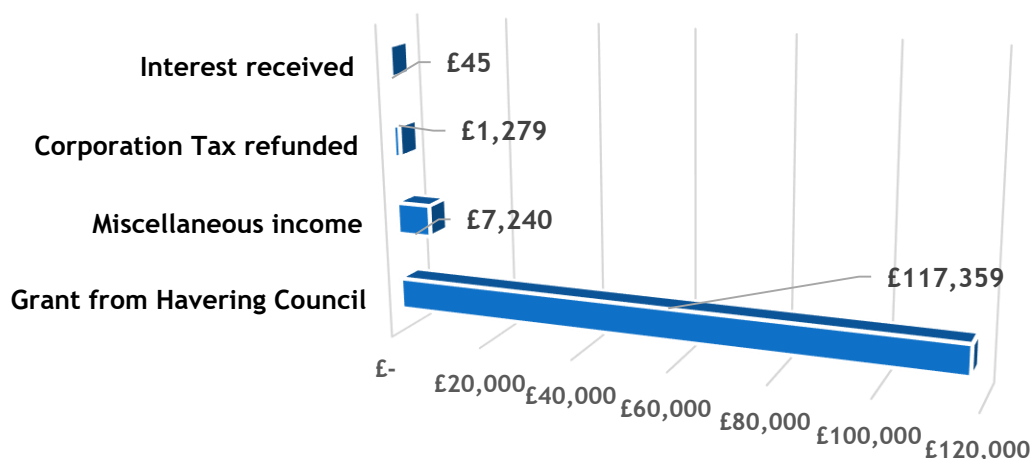 Interest received £45
Corporation Tax refunded £1,279
Miscellaneous income £7,240
Grant from Havering Council £117,359
£- £20,000 £40,000 £60,000 £80,000 £100,000 £120,000